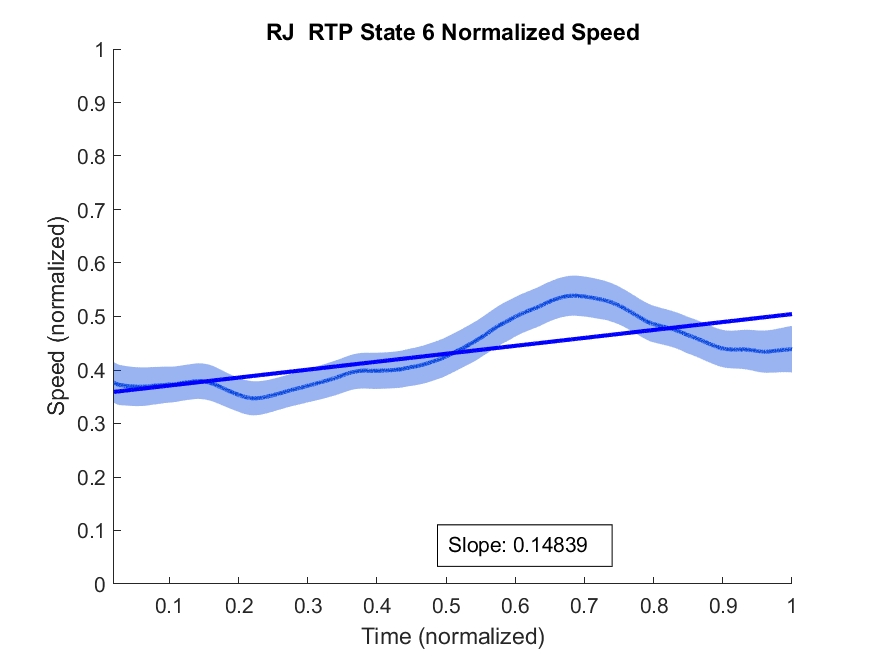 RJ  RTP State 6 Normalized Speed
1
0.9
0.8
0.7
0.6
0.5
0.4
0.3
0.2
0.1
0
Speed (normalized)
Slope: 0.14839
0.1 0.2 0.3 0.4 0.5 0.6 0.7 0.8 0.9 1
Time (normalized)